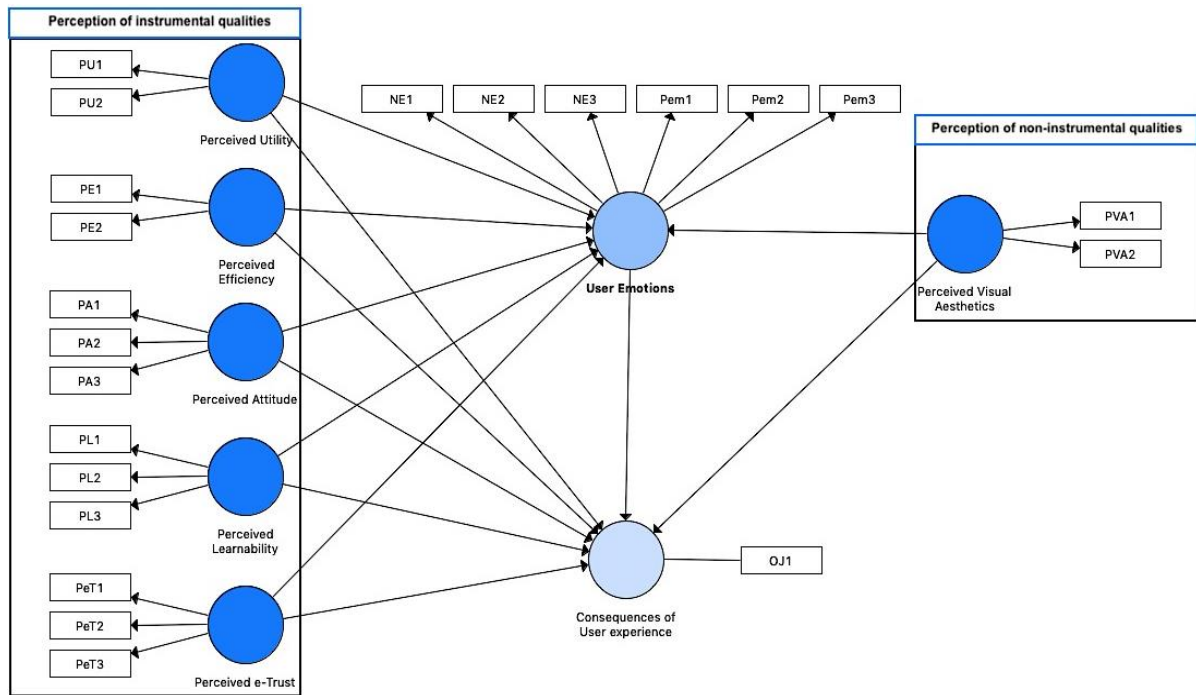 Perception of instrumental qualities
PU1
PU2
Perceived Utility
PE1
PE2
Perceived
Efficiency
PA1
PA2
PA3
Perceived Attitude
PL1
PL2
PL3
Perceived
Learnability
PeT1
PeT2
PeT3
Perceived e-Trust
NE1
NE2
NE3
Pem1
Pem2
Pem3
User Emotions
Consequences of
User experience
OJ1
Perception of non-instrumental qualities
PVA1
PVA2
Perceived Visual
Aesthetics